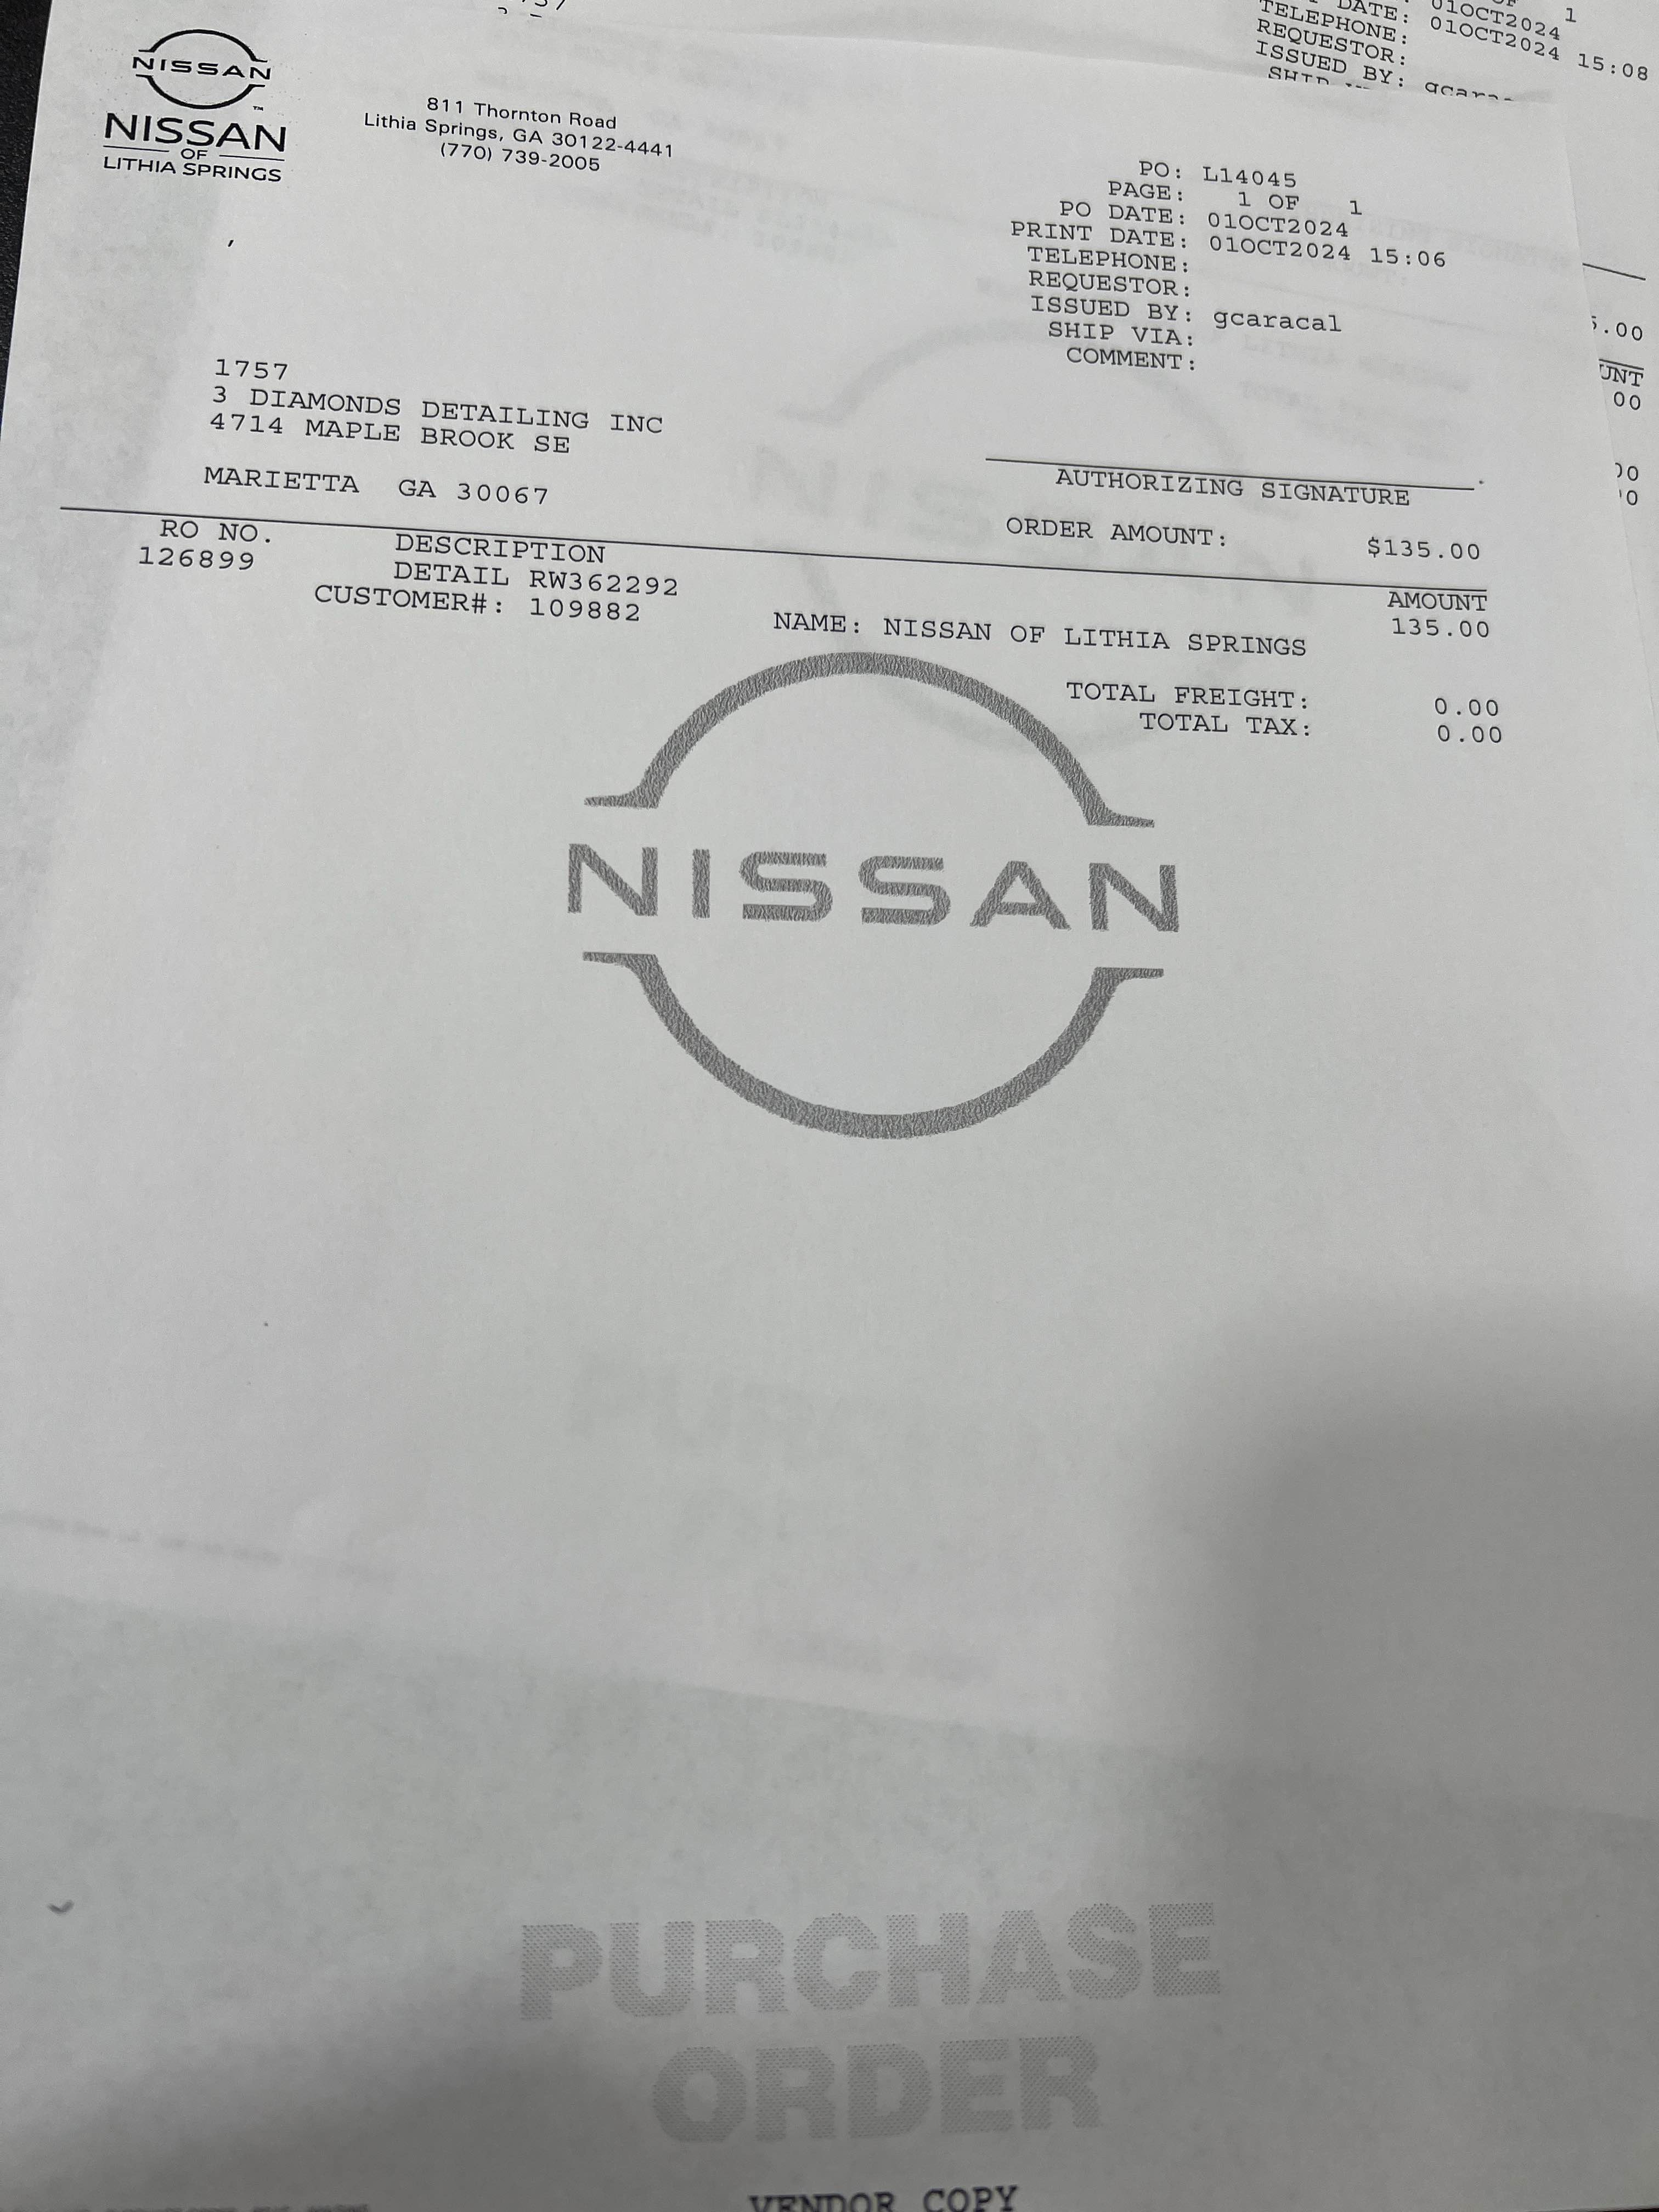 NISSAN
NISSAN
OF
LITHIA SPRINGS
811 Thornton Road
Lithia Springs, GA 30122-4441
(770) 739-2005
1
DATE: 01OCT2024
01OCT2024 15:08
TELEPHONE:
REQUESTOR:
ISSUED BY:
PO: L14045
PAGE: 1 OF 1
PO DATE: 01OCT2024
PRINT DATE: 01OCT2024 15:06
TELEPHONE:
REQUESTOR:
ISSUED BY: gcaracal
SHIP VIA:
COMMENT:
1757
3 DIAMONDS DETAILING INC
4714 MAPLE BROOK SE
MARIETTA GA 30067
AUTHORIZING SIGNATURE
ORDER AMOUNT: $135.00
RO NO. DESCRIPTION AMOUNT
126899 DETAIL RW362292 135.00
CUSTOMER#: 109882 NAME: NISSAN OF LITHIA SPRINGS
TOTAL FREIGHT: 0.00
TOTAL TAX: 0.00
NISSAN
PURCHASE
ORDER
VENDOR COPY